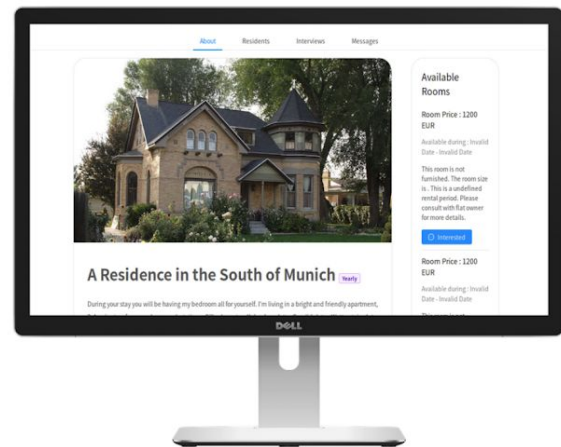 About Residents Interviews Messages
Available
Rooms
Room Price : 1200
EUR
Available during : Invalid
Date - Invalid Date
This room is not
furnished. The room size
is . This is a undefined
rental period. Please
consult with flat owner
for more details.
Interested
Room Price : 1200
EUR
Available during : Invalid
Date - Invalid Date
A Residence in the South of Munich Yearly
During your stay you will be having my bedroom all for yourself. I'm living in a bright and friendly apartment,
DELL